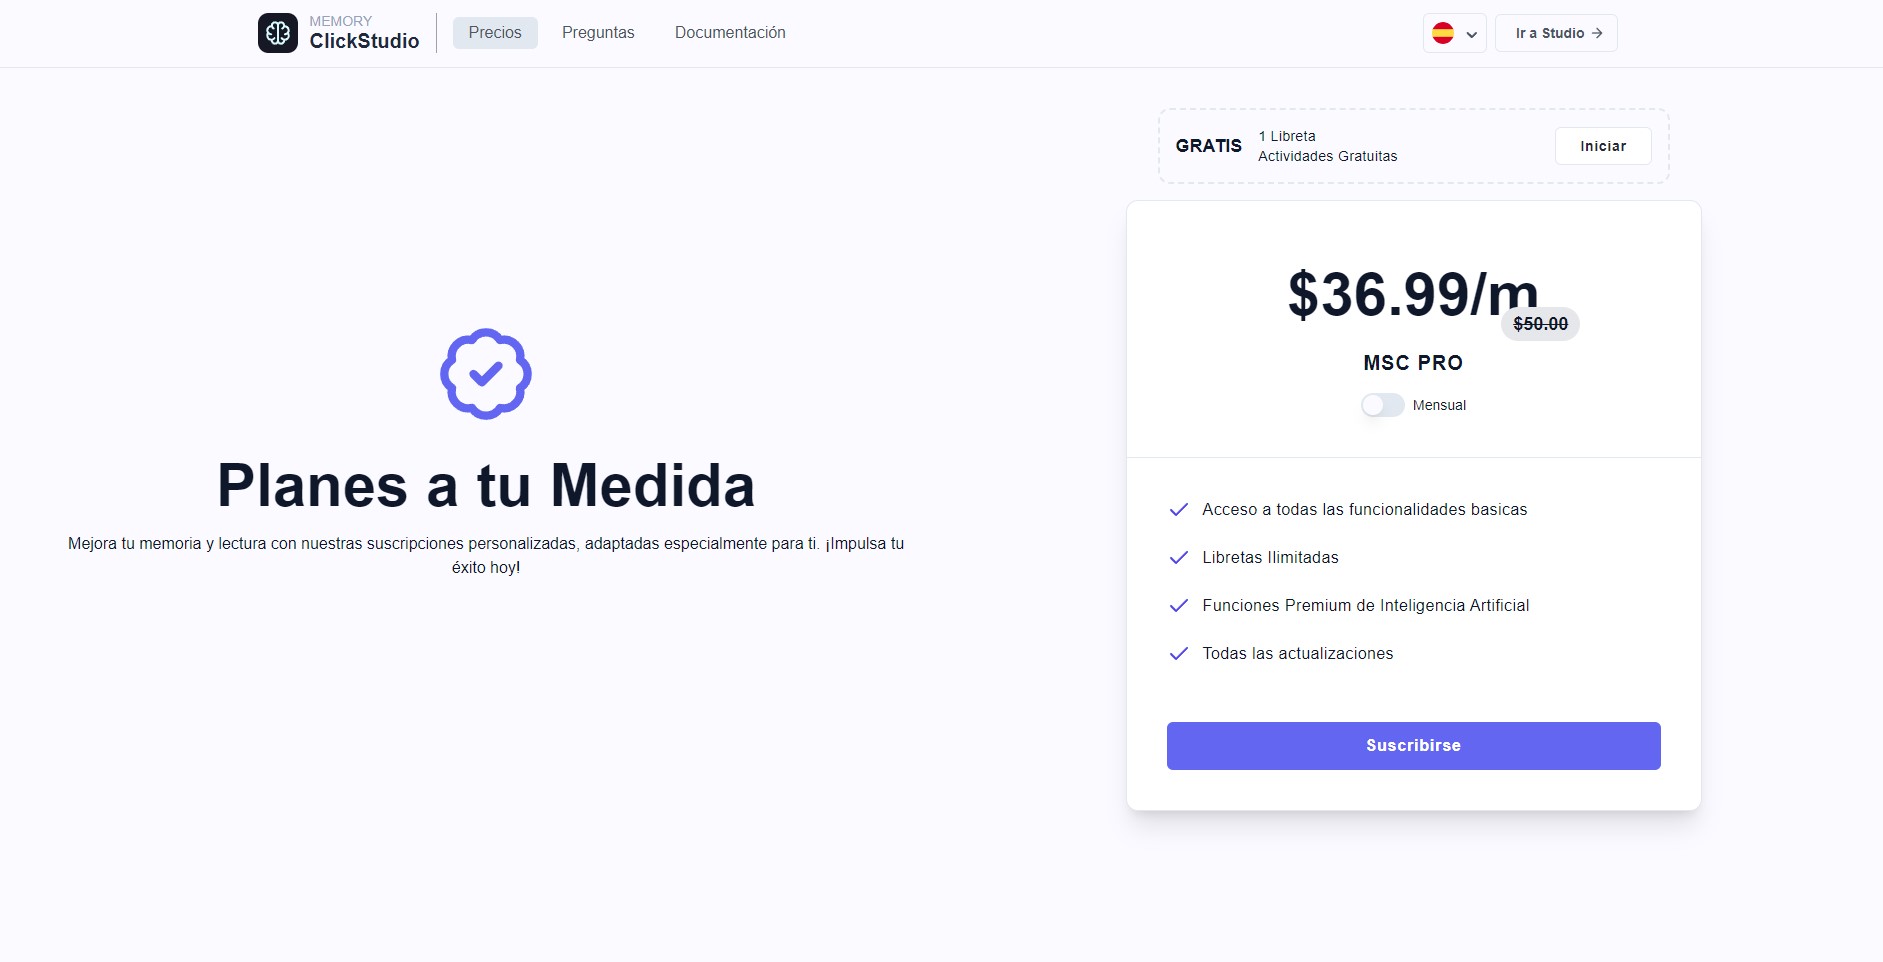 MEMORY
ClickStudio
Precios
Preguntas
Documentación
Ir a Studio
GRATIS
1 Libreta
Actividades Gratuitas
Iniciar
$36.99/m
$50.00
MSC PRO
Mensual
Planes a tu Medida
Mejora tu memoria y lectura con nuestras suscripciones personalizadas, adaptadas especialmente para ti. ¡Impulsa tu
éxito hoy!
Acceso a todas las funcionalidades basicas
Libretas Ilimitadas
Funciones Premium de Inteligencia Artificial
Todas las actualizaciones
Suscribirse